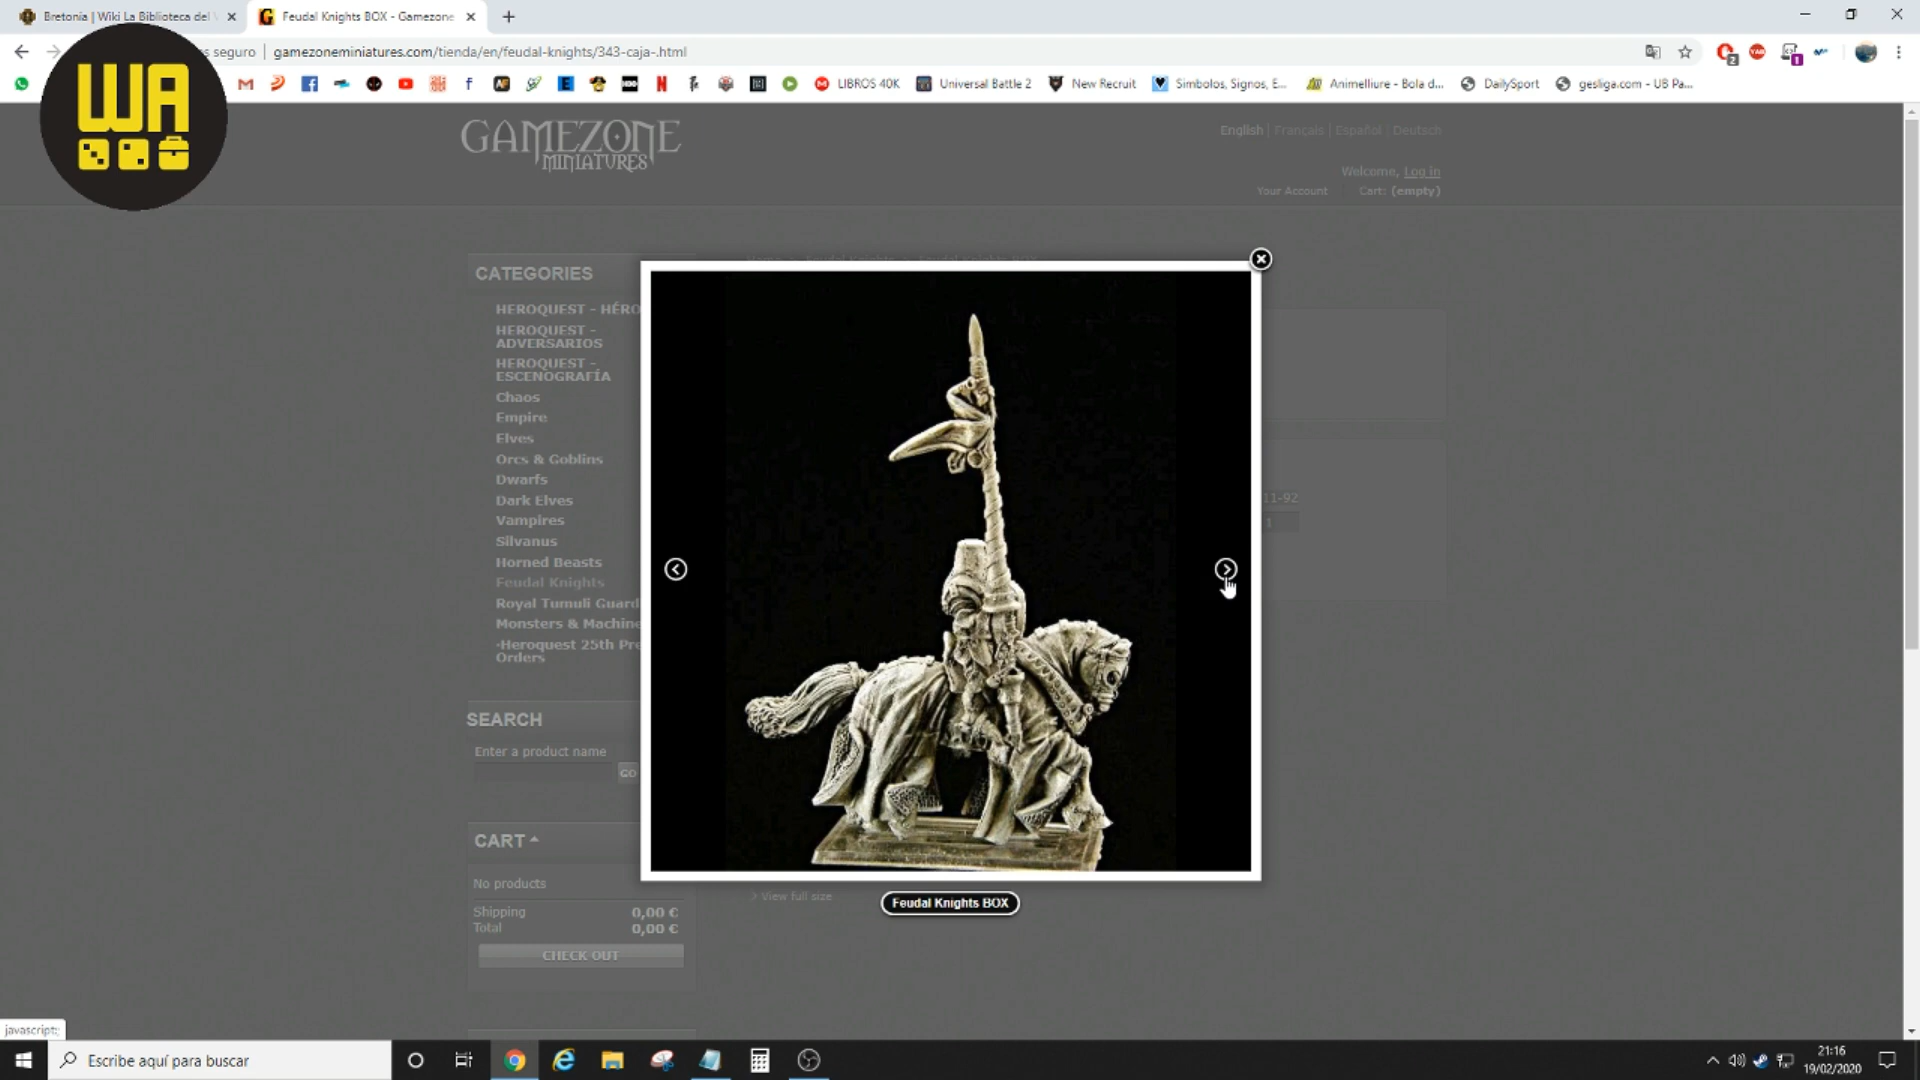 Bretonia | Wiki La Biblioteca del
Feudal Knights BOX - Gamezone
seguro | gamezoneminiatures.com/tienda/en/feudal-knights/343-caja-.html
LIBROS 40K
Universal Battle 2
New Recruit
Simbolos, Signos, E...
Animelliure - Bola d...
DailySport
gesliga.com - UB Pa...
WA
GAMEZONE
MINIATURES
English | Français | Español | Deutsch
Welcome, Log in
Your Account
Cart: (empty)
CATEGORIES
HEROQUEST - HÉRO
HEROQUEST -
ADVERSARIOS
HEROQUEST -
ESCENOGRAFÍA
Chaos
Empire
Elves
Orcs & Goblins
Dwarfs
Dark Elves
Vampires
Silvanus
Horned Beasts
Feudal Knights
Royal Tumuli Guard
Monsters & Machine
-Heroquest 25th Pre
Orders
11-92
1
SEARCH
Enter a product name
GO
CART
No products
Shipping 0,00 €
Total 0,00 €
CHECK OUT
View full size
Feudal Knights BOX
javascript:;
Escribe aquí para buscar
21:16
19/02/2020